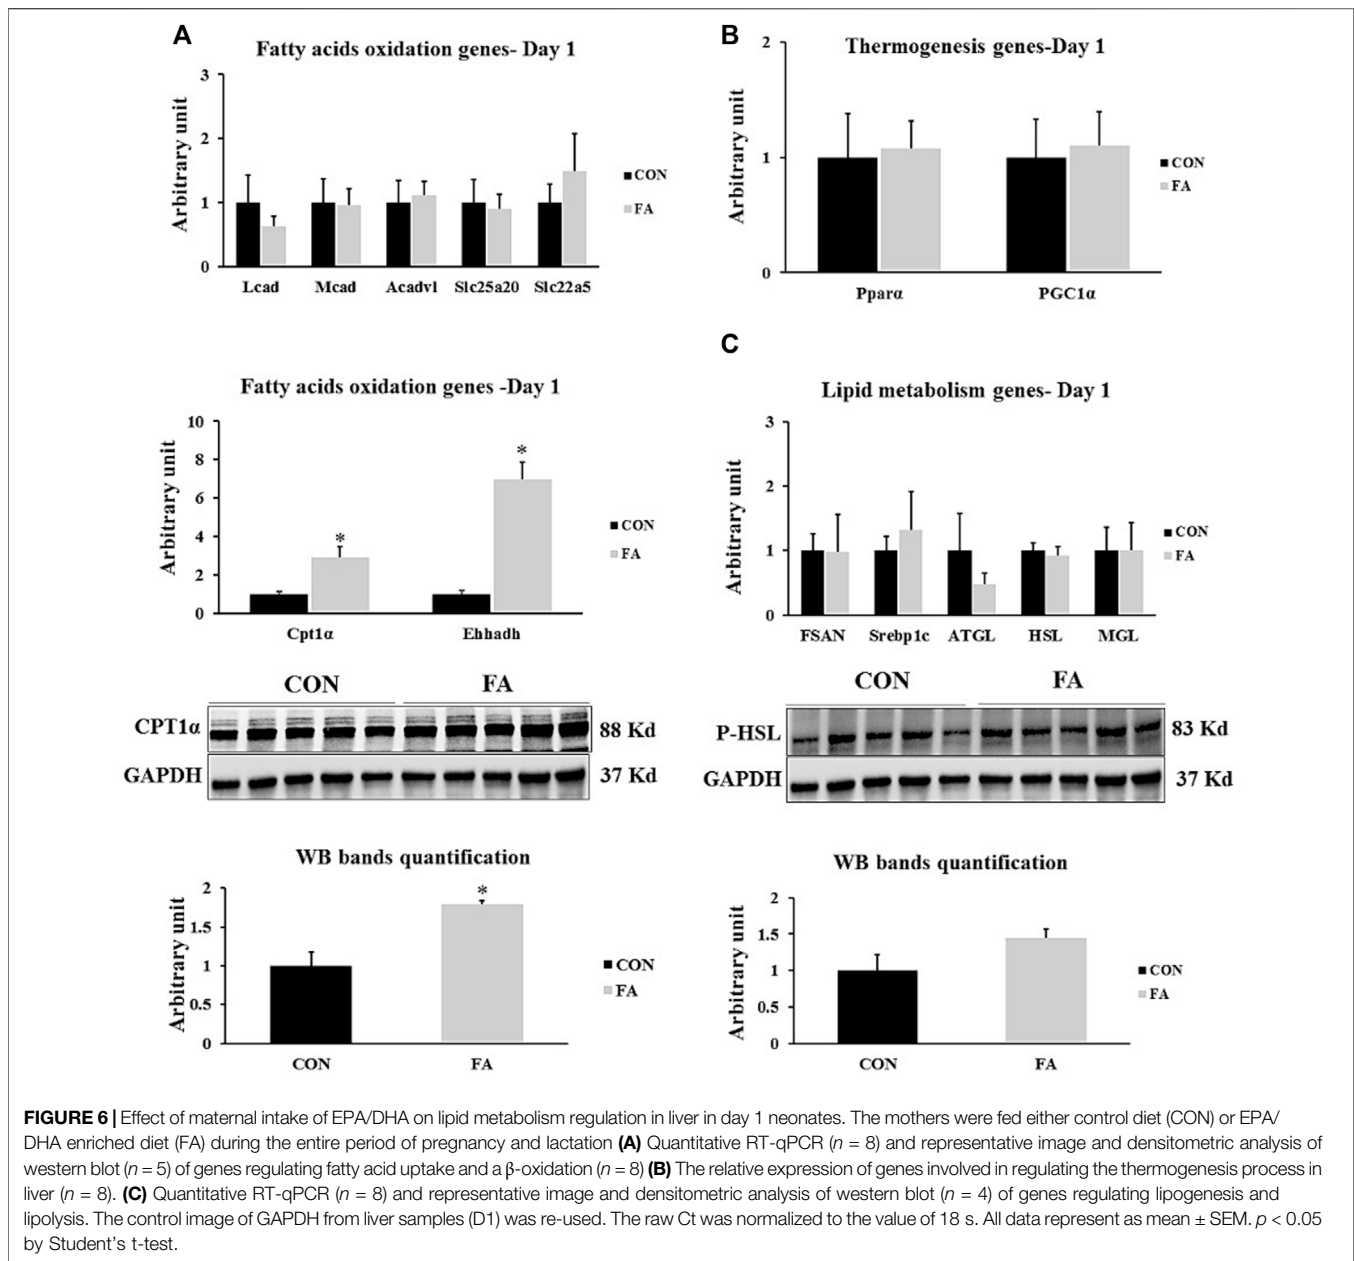 A
Fatty acids oxidation genes- Day 1
Arbitrary unit
3
2
1
0
Lcad Mcad Acadvl Slc25a20 Slc22a5
CON
FA
B
Thermogenesis genes-Day 1
Arbitrary unit
2
1
0
Pparα PGC1α
CON
FA
Fatty acids oxidation genes -Day 1
Arbitrary unit
10
8
6
4
2
0
*
*
Cpt1α Ehhadh
CON
FA
CON FA
CPT1α 88 Kd
GAPDH 37 Kd
WB bands quantification
Arbitrary unit
2
1.5
1
0.5
0
*
CON FA
CON
FA
C
Lipid metabolism genes- Day 1
Arbitrary unit
3
2
1
0
FSAN Srebp1c ATGL HSL MGL
CON
FA
CON FA
P-HSL 83 Kd
GAPDH 37 Kd
WB bands quantification
Arbitrary unit
2
1.5
1
0.5
0
CON FA
CON
FA
FIGURE 6 | Effect of maternal intake of EPA/DHA on lipid metabolism regulation in liver in day 1 neonates. The mothers were fed either control diet (CON) or EPA/
DHA enriched diet (FA) during the entire period of pregnancy and lactation (A) Quantitative RT-qPCR (n = 8) and representative image and densitometric analysis of
western blot (n = 5) of genes regulating fatty acid uptake and a β-oxidation (n = 8) (B) The relative expression of genes involved in regulating the thermogenesis process in
liver (n = 8). (C) Quantitative RT-qPCR (n = 8) and representative image and densitometric analysis of western blot (n = 4) of genes regulating lipogenesis and
lipolysis. The control image of GAPDH from liver samples (D1) was re-used. The raw Ct was normalized to the value of 18 s. All data represent as mean ± SEM. p < 0.05
by Student's t-test.